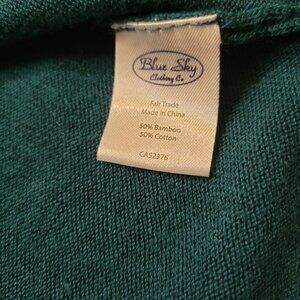 Blue Sky
Clothing Co
Fair Trade
Made in China
50% Bamboo
50% Cotton
CA52376